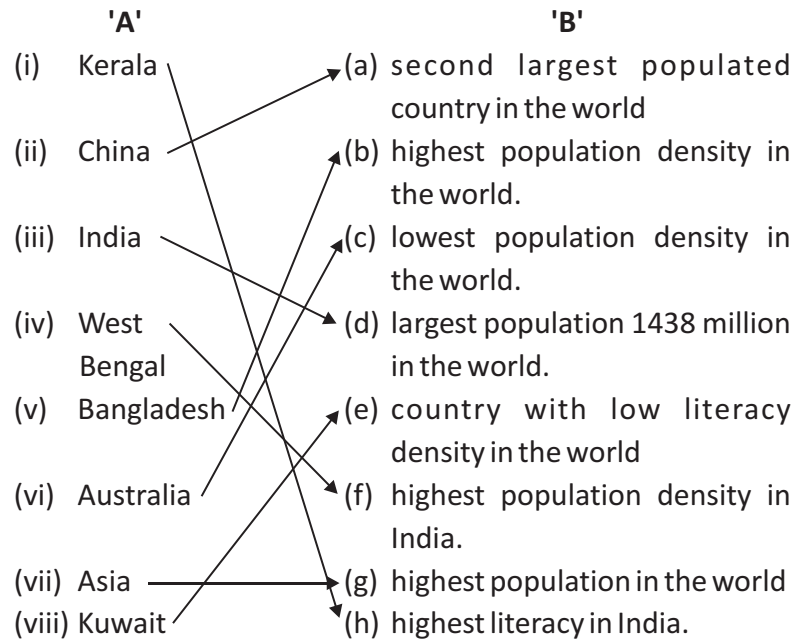 'A' 'B'
(i) Kerala (a) second largest populated
country in the world
(ii) China (b) highest population density in
the world.
(iii) India (c) lowest population density in
the world.
(iv) West (d) largest population 1438 million
Bengal in the world.
(v) Bangladesh (e) country with low literacy
density in the world
(vi) Australia (f) highest population density in
India.
(vii) Asia (g) highest population in the world
(viii) Kuwait (h) highest literacy in India.